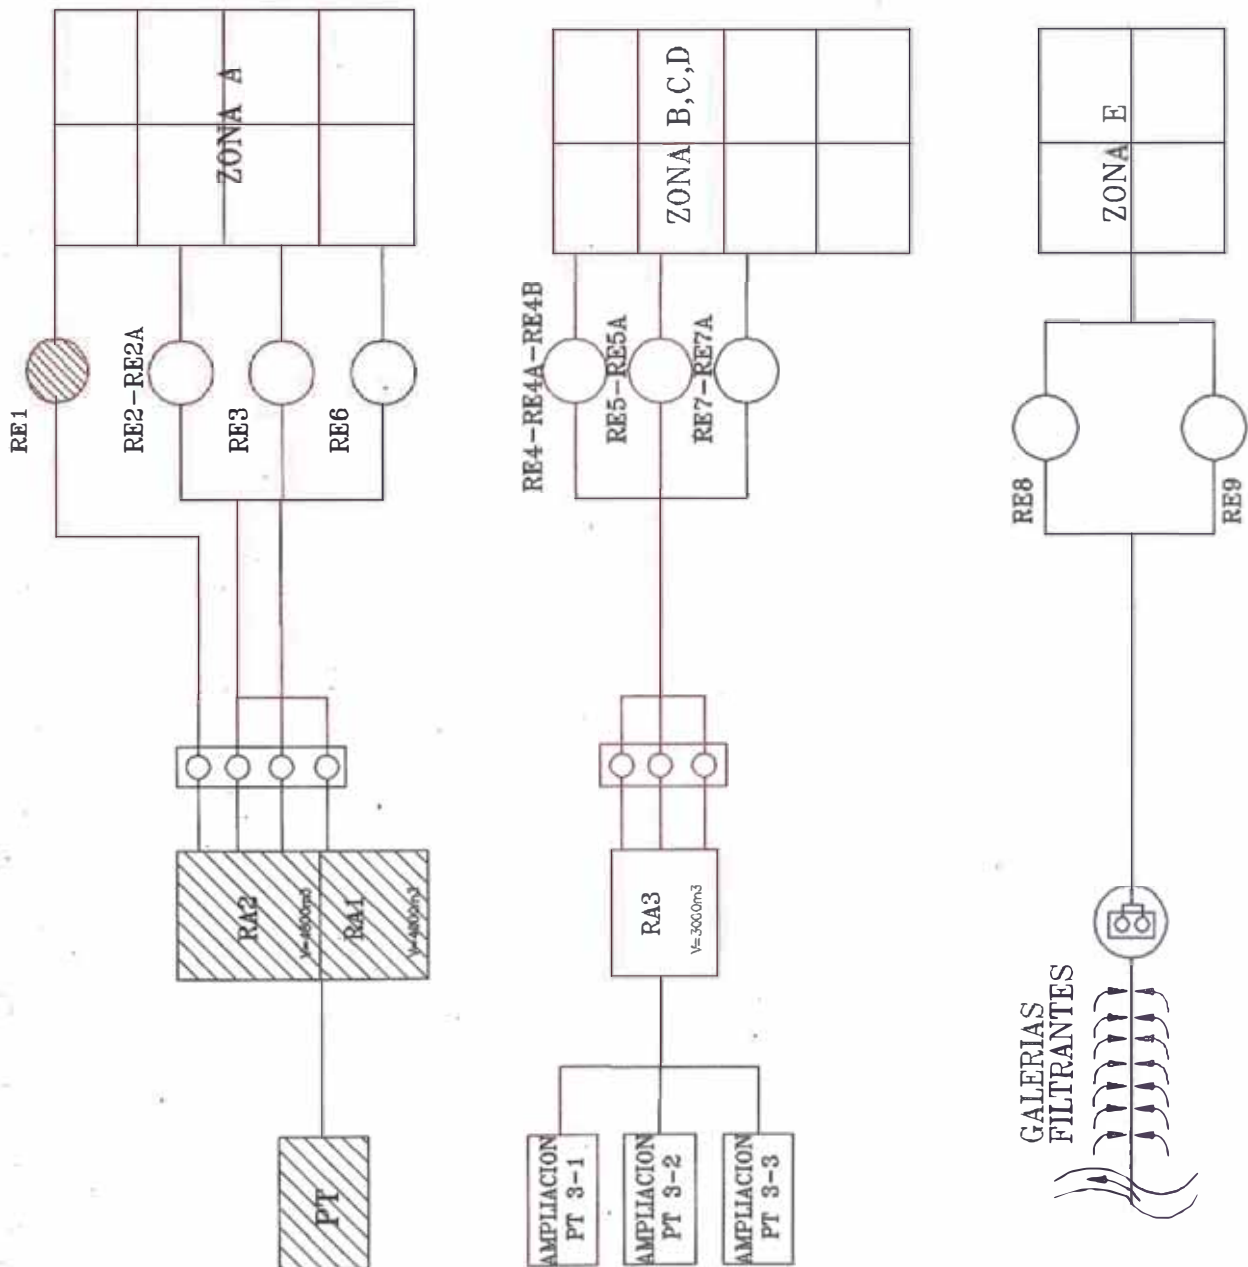 ZONA A
ZONA B,C,D
ZONA E
RE1
RE2-RE2A
RE3
RE6
RE4-RE4A-RE4B
RE5-RE5A
RE7-RE7A
RE8
RE9
RA2
RA1
V=4000m3
RA3
V=3000m3
PT
AMPLIACION
PT 3-1
AMPLIACION
PT 3-2
AMPLIACION
PT 3-3
GALERIAS
FILTRANTES